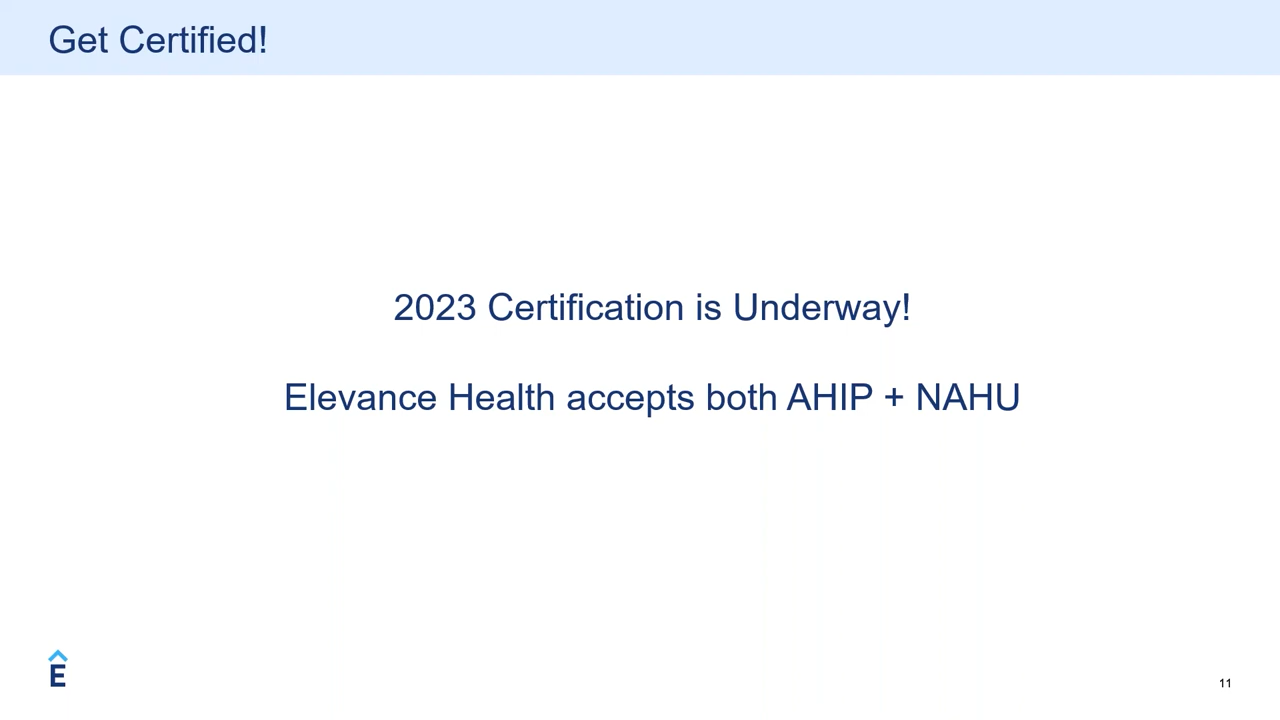 Get Certified!
2023 Certification is Underway!
Elevance Health accepts both AHIP + NAHU
Ê
11